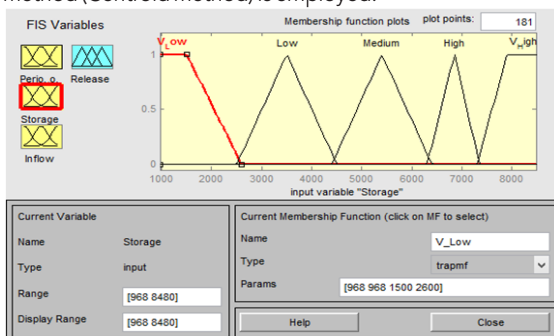 method (Centroid method) is employed.
FIS Variables
Membership function plots
plot points:
181
Perio. o.
Release
Storage
Inflow
V_Low
Low
Medium
High
V_High
1
0.5
0
1000 2000 3000 4000 5000 6000 7000 8000
input variable "Storage"
Current Variable
Name Storage
Type input
Range [968 8480]
Display Range [968 8480]
Current Membership Function (click on MF to select)
Name V_Low
Type trapmf
Params [968 968 1500 2600]
Help
Close